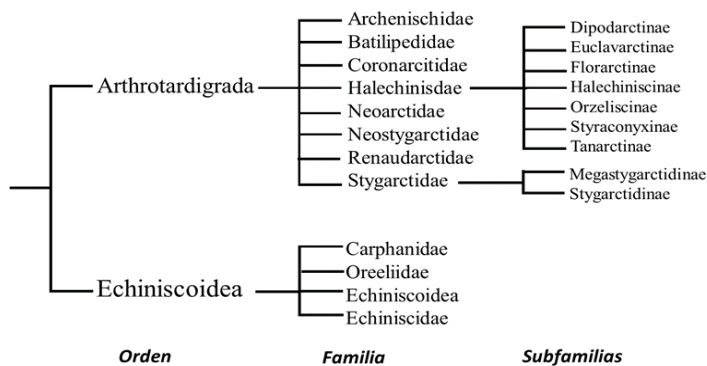 Arthrotardigrada
Archenischidae
Batilipedidae
Coronarcitidae
Halechinisdae
Neoarctidae
Neostygarctidae
Renaudarctidae
Stygarctidae
Dipodarctinae
Euclavarctinae
Florarctinae
Halechiniscinae
Orzeliscinae
Styraconyxinae
Tanarctinae
Megastygarctidinae
Stygarctidinae
Echiniscoidea
Carphanidae
Oreeliidae
Echiniscoidea
Echiniscidae
Orden Familia Subfamilias